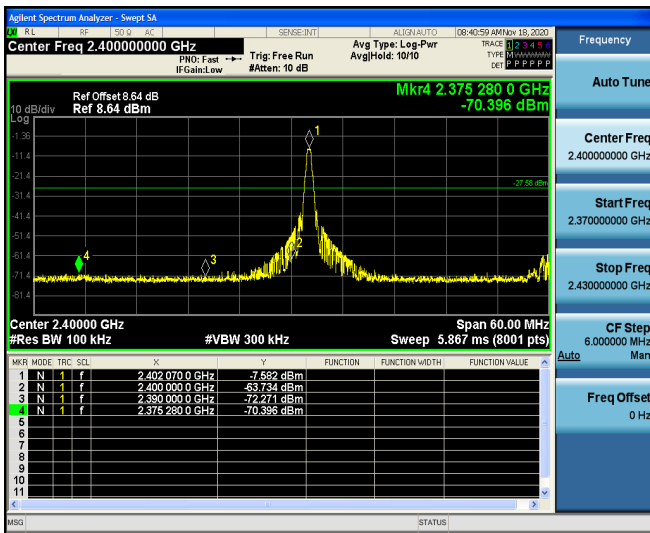 Agilent Spectrum Analyzer - Swept SA
LXI RL RF 50 Ω AC SENSE:INT ALIGN AUTO 08:40:59 AM Nov 18, 2020
Center Freq 2.400000000 GHz
PNO: Fast
IFGain:Low
Trig: Free Run
#Atten: 10 dB
Avg Type: Log-Pwr
Avg|Hold: 10/10
TRACE 1 2 3 4 5 6
TYPE M
DET P P P P P P
Frequency
Auto Tune
Center Freq
2.400000000 GHz
Start Freq
2.370000000 GHz
Stop Freq
2.430000000 GHz
CF Step
6.000000 MHz
Auto Man
Freq Offset
0 Hz
Mkr4 2.375 280 0 GHz
-70.396 dBm
Ref Offset 8.64 dB
10 dB/div Ref 8.64 dBm
Log
-1.36
-11.4
-21.4
-31.4
-41.4
-51.4
-61.4
-71.4
-81.4
1
-27.58 dBm
2
3
4
Center 2.40000 GHz Span 60.00 MHz
#Res BW 100 kHz #VBW 300 kHz Sweep 5.867 ms (8001 pts)
MKR MODE TRC SCL X Y FUNCTION FUNCTION WIDTH FUNCTION VALUE
1 N 1 f 2.402 070 0 GHz -7.582 dBm
2 N 1 f 2.400 000 0 GHz -63.734 dBm
3 N 1 f 2.390 000 0 GHz -72.271 dBm
4 N 1 f 2.375 280 0 GHz -70.396 dBm
5
6
7
8
9
10
11
MSG STATUS